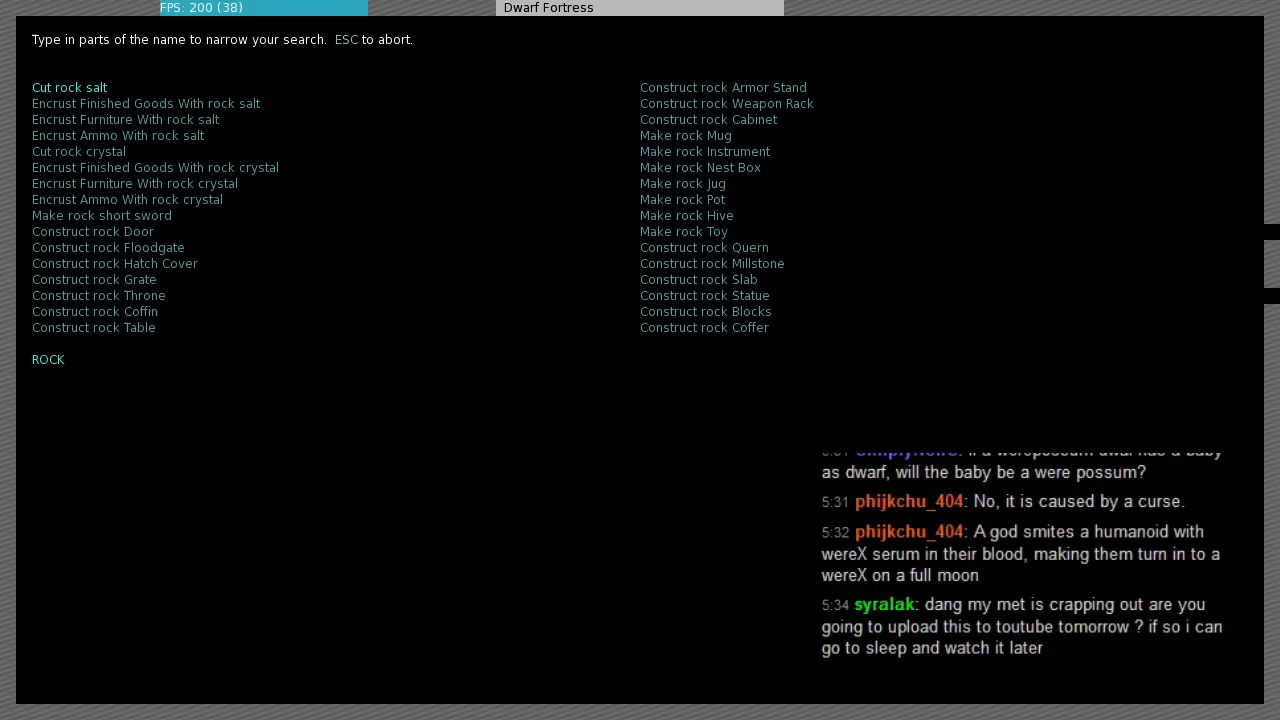 FPS: 200 (38)
Dwarf Fortress
Type in parts of the name to narrow your search.  ESC to abort.
Cut rock salt
Encrust Finished Goods With rock salt
Encrust Furniture With rock salt
Encrust Ammo With rock salt
Cut rock crystal
Encrust Finished Goods With rock crystal
Encrust Furniture With rock crystal
Encrust Ammo With rock crystal
Make rock short sword
Construct rock Door
Construct rock Floodgate
Construct rock Hatch Cover
Construct rock Grate
Construct rock Throne
Construct rock Coffin
Construct rock Table
Construct rock Armor Stand
Construct rock Weapon Rack
Construct rock Cabinet
Make rock Mug
Make rock Instrument
Make rock Nest Box
Make rock Jug
Make rock Pot
Make rock Hive
Make rock Toy
Construct rock Quern
Construct rock Millstone
Construct rock Slab
Construct rock Statue
Construct rock Blocks
Construct rock Coffer
ROCK
as dwarf, will the baby be a were possum?
5:31 phijkchu_404: No, it is caused by a curse.
5:32 phijkchu_404: A god smites a humanoid with
wereX serum in their blood, making them turn in to a
wereX on a full moon
5:34 syralak: dang my met is crapping out are you
going to upload this to toutube tomorrow ? if so i can
go to sleep and watch it later